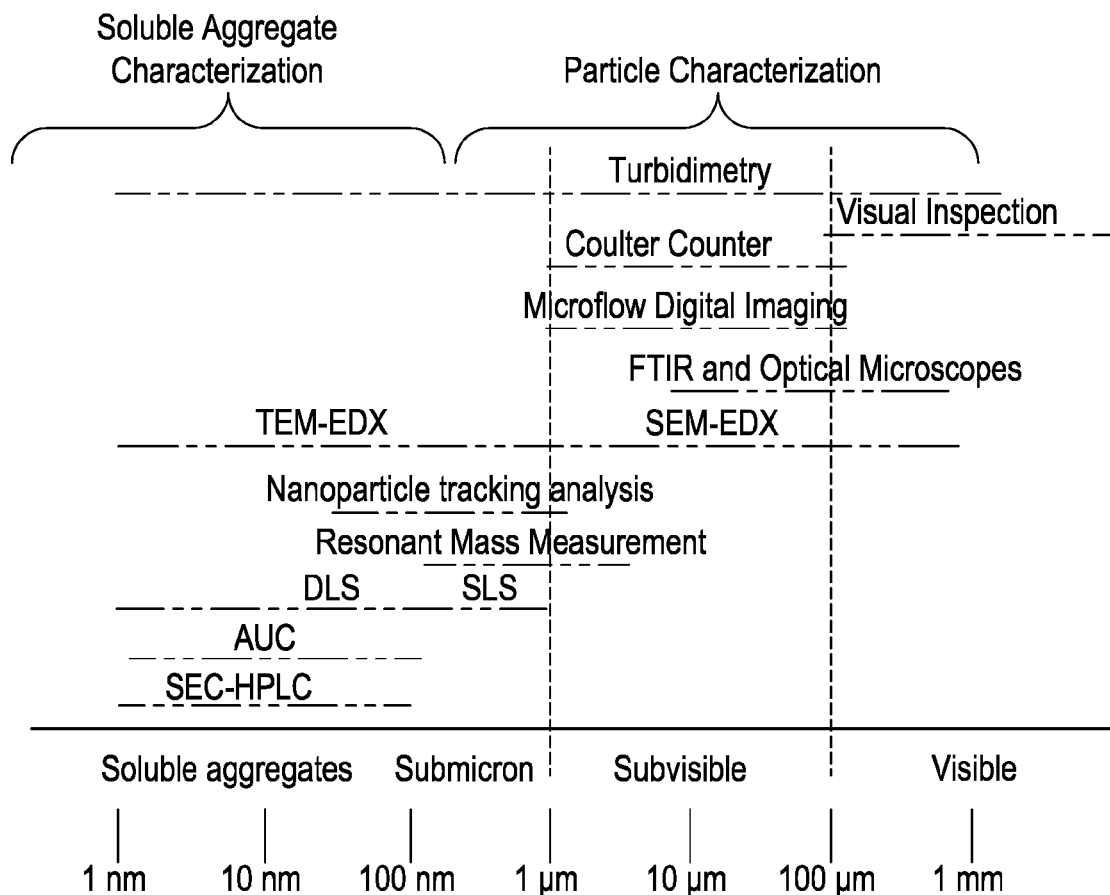 Soluble Aggregate
Characterization
Particle Characterization
Turbidimetry
Visual Inspection
Coulter Counter
Microflow Digital Imaging
FTIR and Optical Microscopes
TEM-EDX
SEM-EDX
Nanoparticle tracking analysis
Resonant Mass Measurement
DLS
SLS
AUC
SEC-HPLC
Soluble aggregates
Submicron
Subvisible
Visible
1 nm
10 nm
100 nm
1 µm
10 µm
100 µm
1 mm